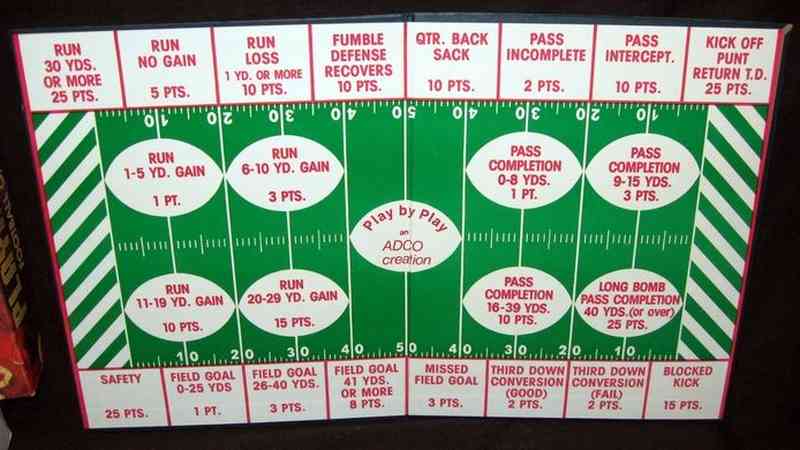 RUN
30 YDS.
OR MORE
25 PTS.
RUN
NO GAIN
5 PTS.
RUN
LOSS
1 YD. OR MORE
10 PTS.
FUMBLE
DEFENSE
RECOVERS
10 PTS.
QTR. BACK
SACK
10 PTS.
PASS
INCOMPLETE
2 PTS.
PASS
INTERCEPT.
10 PTS.
KICK OFF
PUNT
RETURN T.D.
25 PTS.
10 20 30 40 50 40 30 20 10
RUN
1-5 YD. GAIN
1 PT.
RUN
6-10 YD. GAIN
3 PTS.
PASS
COMPLETION
0-8 YDS.
1 PT.
PASS
COMPLETION
9-15 YDS.
3 PTS.
Play by Play
an
ADCO
creation
RUN
11-19 YD. GAIN
10 PTS.
RUN
20-29 YD. GAIN
15 PTS.
PASS
COMPLETION
16-39 YDS.
10 PTS.
LONG BOMB
PASS COMPLETION
40 YDS.(or over)
25 PTS.
10 20 30 40 50 40 30 20 10
SAFETY
25 PTS.
FIELD GOAL
0-25 YDS
1 PT.
FIELD GOAL
26-40 YDS.
3 PTS.
FIELD GOAL
41 YDS.
OR MORE
8 PTS.
MISSED
FIELD GOAL
3 PTS.
THIRD DOWN
CONVERSION
(GOOD)
2 PTS.
THIRD DOWN
CONVERSION
(FAIL)
2 PTS.
BLOCKED
KICK
15 PTS.